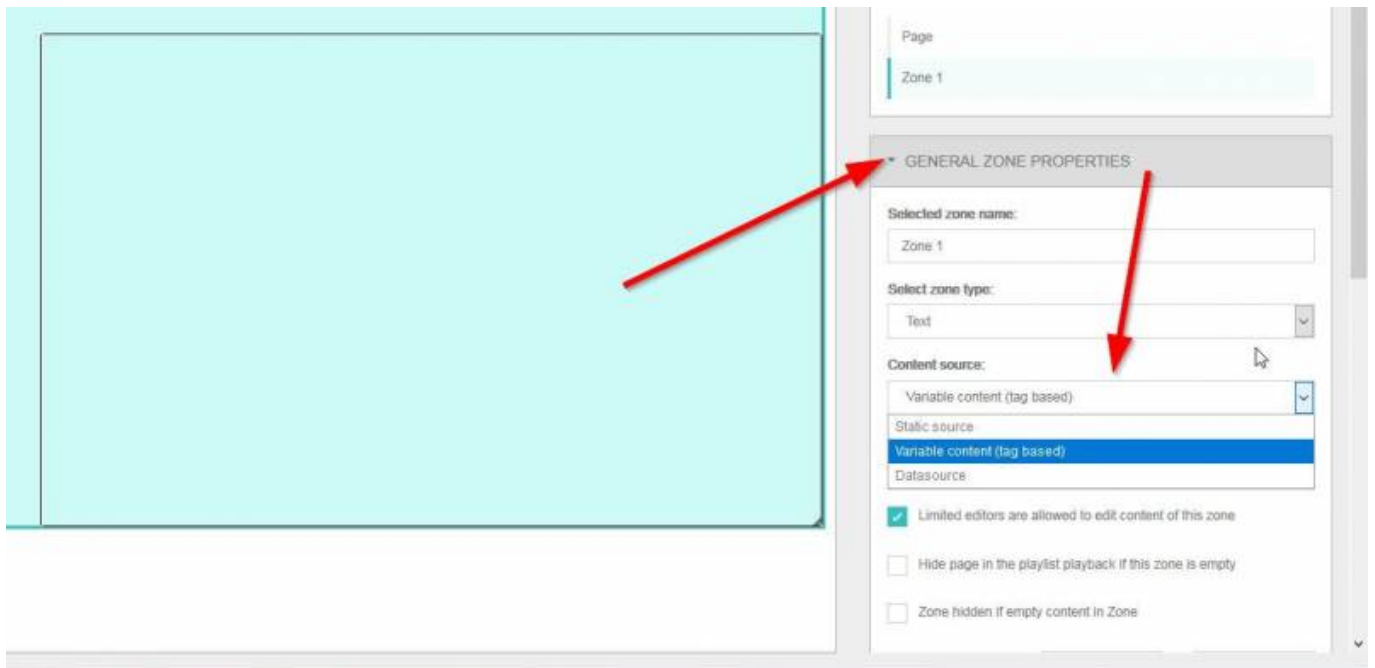 Page
Zone 1
GENERAL ZONE PROPERTIES
Selected zone name:
Zone 1
Select zone type:
Text
Content source:
Variable content (tag based)
Static source
Variable content (tag based)
Datasource
Limited editors are allowed to edit content of this zone
Hide page in the playlist playback if this zone is empty
Zone hidden if empty content in Zone